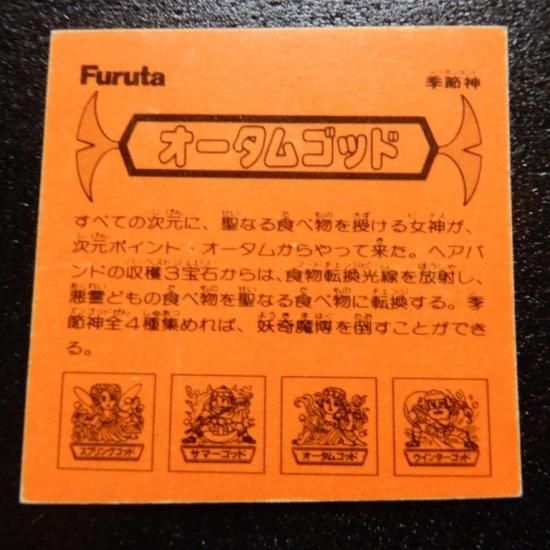 Furuta
季節神
オータムゴッド
すべての次元に、聖なる食べ物を授ける女神が、
次元ポイント・オータムからやって来た。ヘアバ
ンドの収穫3宝石からは、食物転換光線を放射し、
悪霊どもの食べ物を聖なる食べ物に転換する。季
節神全4種集めれば、妖奇魔博を倒すことができ
る。
スプリングゴッド
サマーゴッド
オータムゴッド
ウインターゴッド